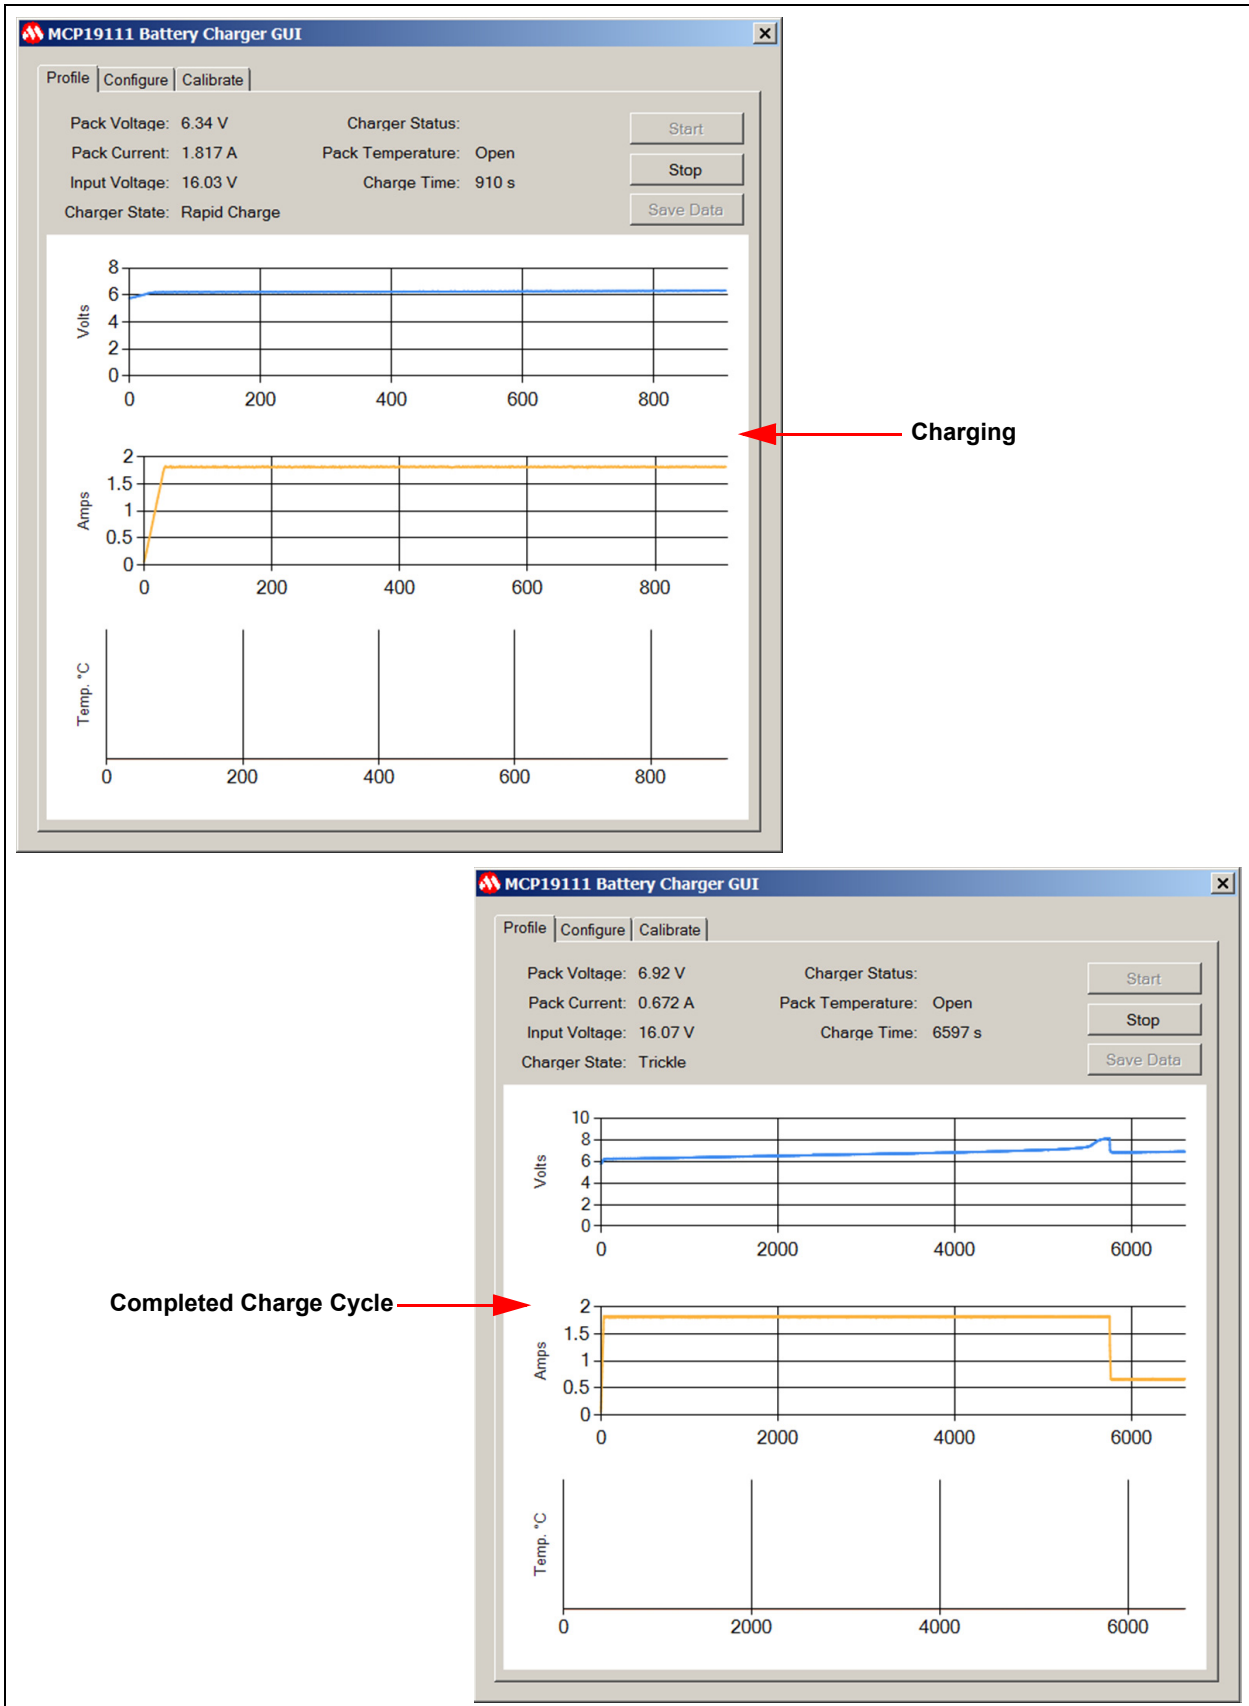 MCP19111 Battery Charger GUI
Profile Configure Calibrate
Pack Voltage: 6.34 V Charger Status: Start
Pack Current: 1.817 A Pack Temperature: Open Stop
Input Voltage: 16.03 V Charge Time: 910 s
Charger State: Rapid Charge Save Data
Volts
8
6
4
2
0
0 200 400 600 800
Charging
Amps
2
1.5
1
0.5
0
0 200 400 600 800
Temp. °C
0 200 400 600 800
MCP19111 Battery Charger GUI
Profile Configure Calibrate
Pack Voltage: 6.92 V Charger Status: Start
Pack Current: 0.672 A Pack Temperature: Open Stop
Input Voltage: 16.07 V Charge Time: 6597 s
Charger State: Trickle Save Data
Volts
10
8
6
4
2
0
0 2000 4000 6000
Completed Charge Cycle
Amps
2
1.5
1
0.5
0
0 2000 4000 6000
Temp. °C
0 2000 4000 6000